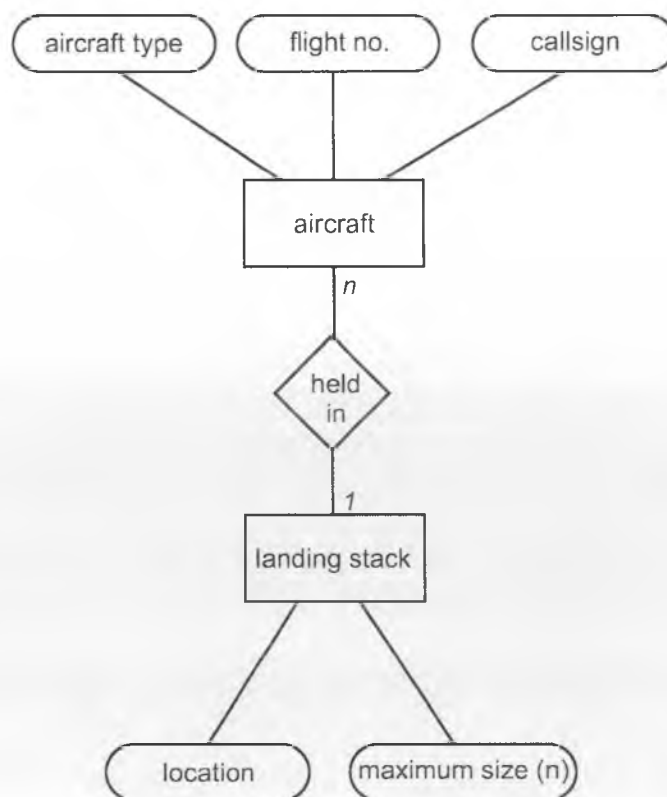 aircraft type
flight no.
callsign
aircraft
n
held
in
1
landing stack
location
maximum size (n)